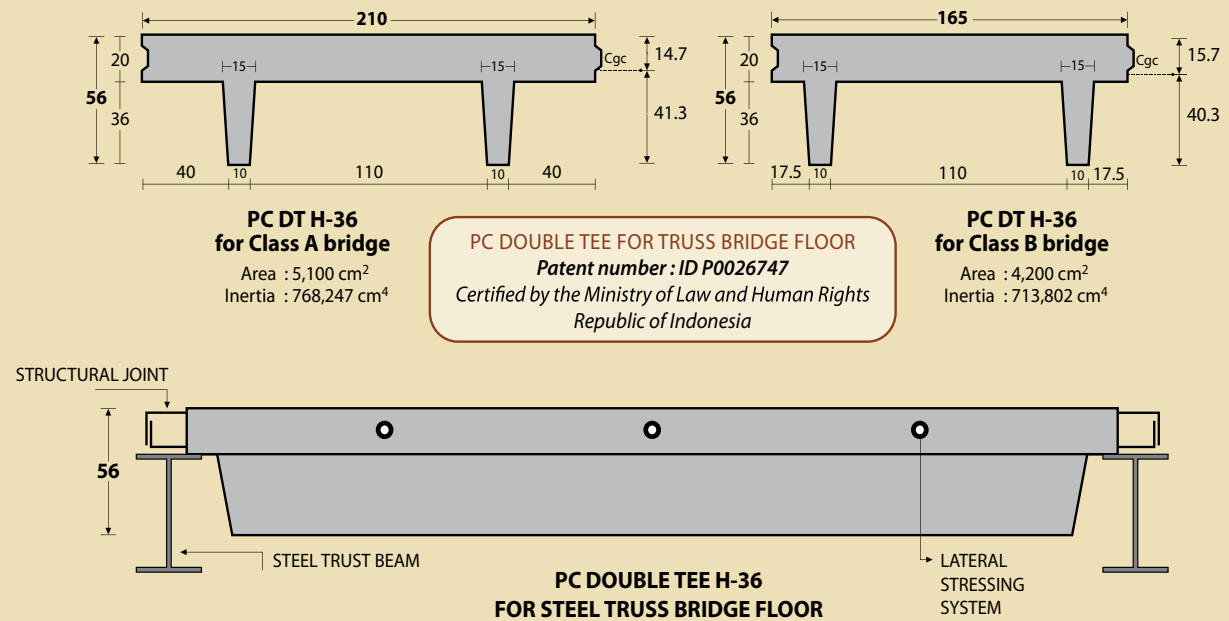 210
20
36
56
15
15
Cgc
14.7
41.3
40
10
110
10
40
PC DT H-36
for Class A bridge
Area : 5,100 cm²
Inertia : 768,247 cm⁴
165
20
36
56
15
15
Cgc
15.7
40.3
17.5
10
110
10
17.5
PC DT H-36
for Class B bridge
Area : 4,200 cm²
Inertia : 713,802 cm⁴
PC DOUBLE TEE FOR TRUSS BRIDGE FLOOR
Patent number : ID P0026747
Certified by the Ministry of Law and Human Rights
Republic of Indonesia
STRUCTURAL JOINT
56
STEEL TRUST BEAM
LATERAL
STRESSING
SYSTEM
PC DOUBLE TEE H-36
FOR STEEL TRUSS BRIDGE FLOOR